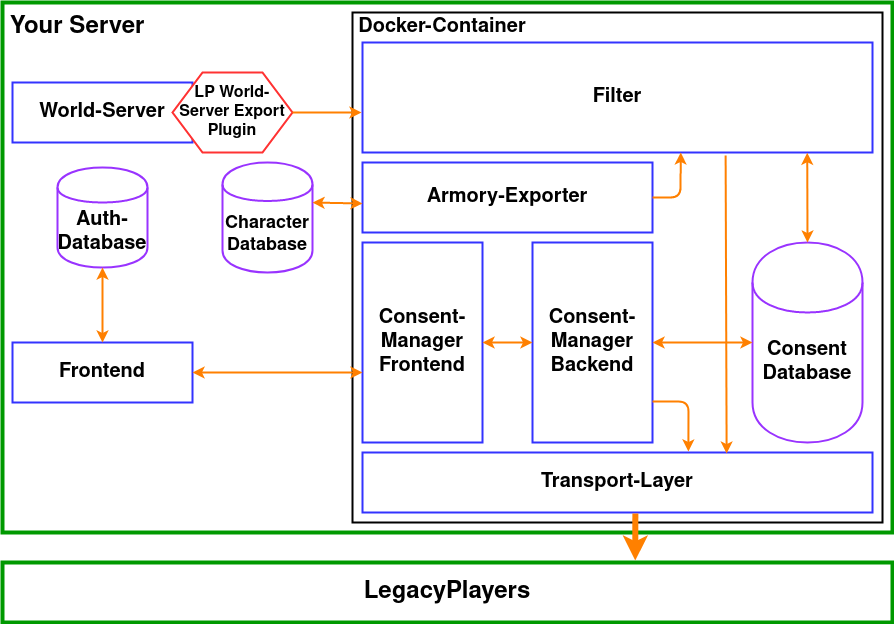 Your Server
Docker-Container
Filter
World-Server
LP World-
Server Export
Plugin
Armory-Exporter
Auth-
Database
Character
Database
Consent-
Manager
Frontend
Consent-
Manager
Backend
Consent
Database
Frontend
Transport-Layer
LegacyPlayers